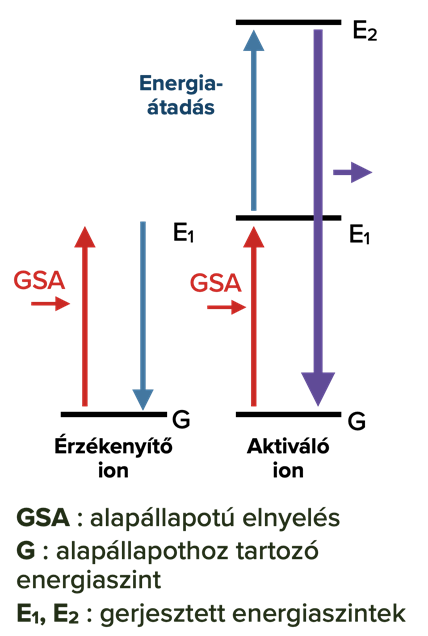 E₂
Energia-
átadás
E₁
E₁
GSA
GSA
G
G
Érzékenyítő
ion
Aktiváló
ion
GSA : alapállapotú elnyelés
G : alapállapothoz tartozó
energiaszint
E₁, E₂ : gerjesztett energiaszintek